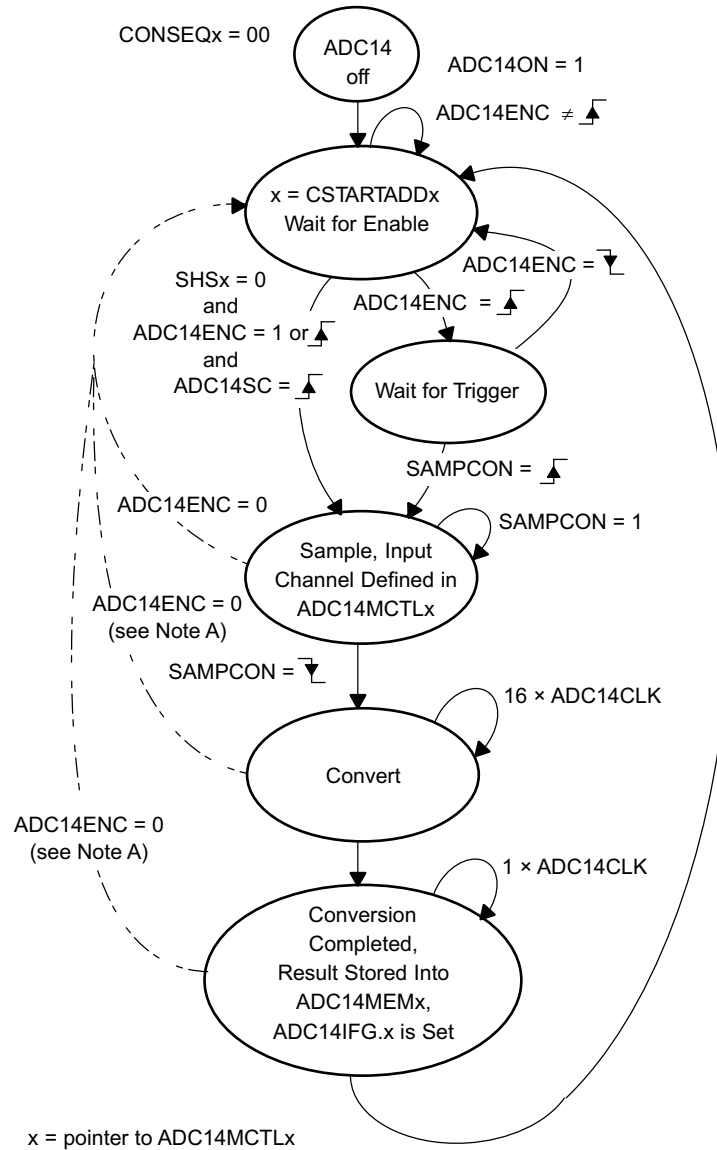 CONSEQx = 00
ADC14
off
ADC14ON = 1
ADC14ENC ≠
x = CSTARTADDx
Wait for Enable
ADC14ENC =
SHSx = 0
and
ADC14ENC = 1 or
and
ADC14SC =
ADC14ENC =
Wait for Trigger
SAMPCON =
ADC14ENC = 0
SAMPCON = 1
Sample, Input
Channel Defined in
ADC14MCTLx
ADC14ENC = 0
(see Note A)
SAMPCON =
16 × ADC14CLK
Convert
ADC14ENC = 0
(see Note A)
1 × ADC14CLK
Conversion
Completed,
Result Stored Into
ADC14MEMx,
ADC14IFG.x is Set
x = pointer to ADC14MCTLx